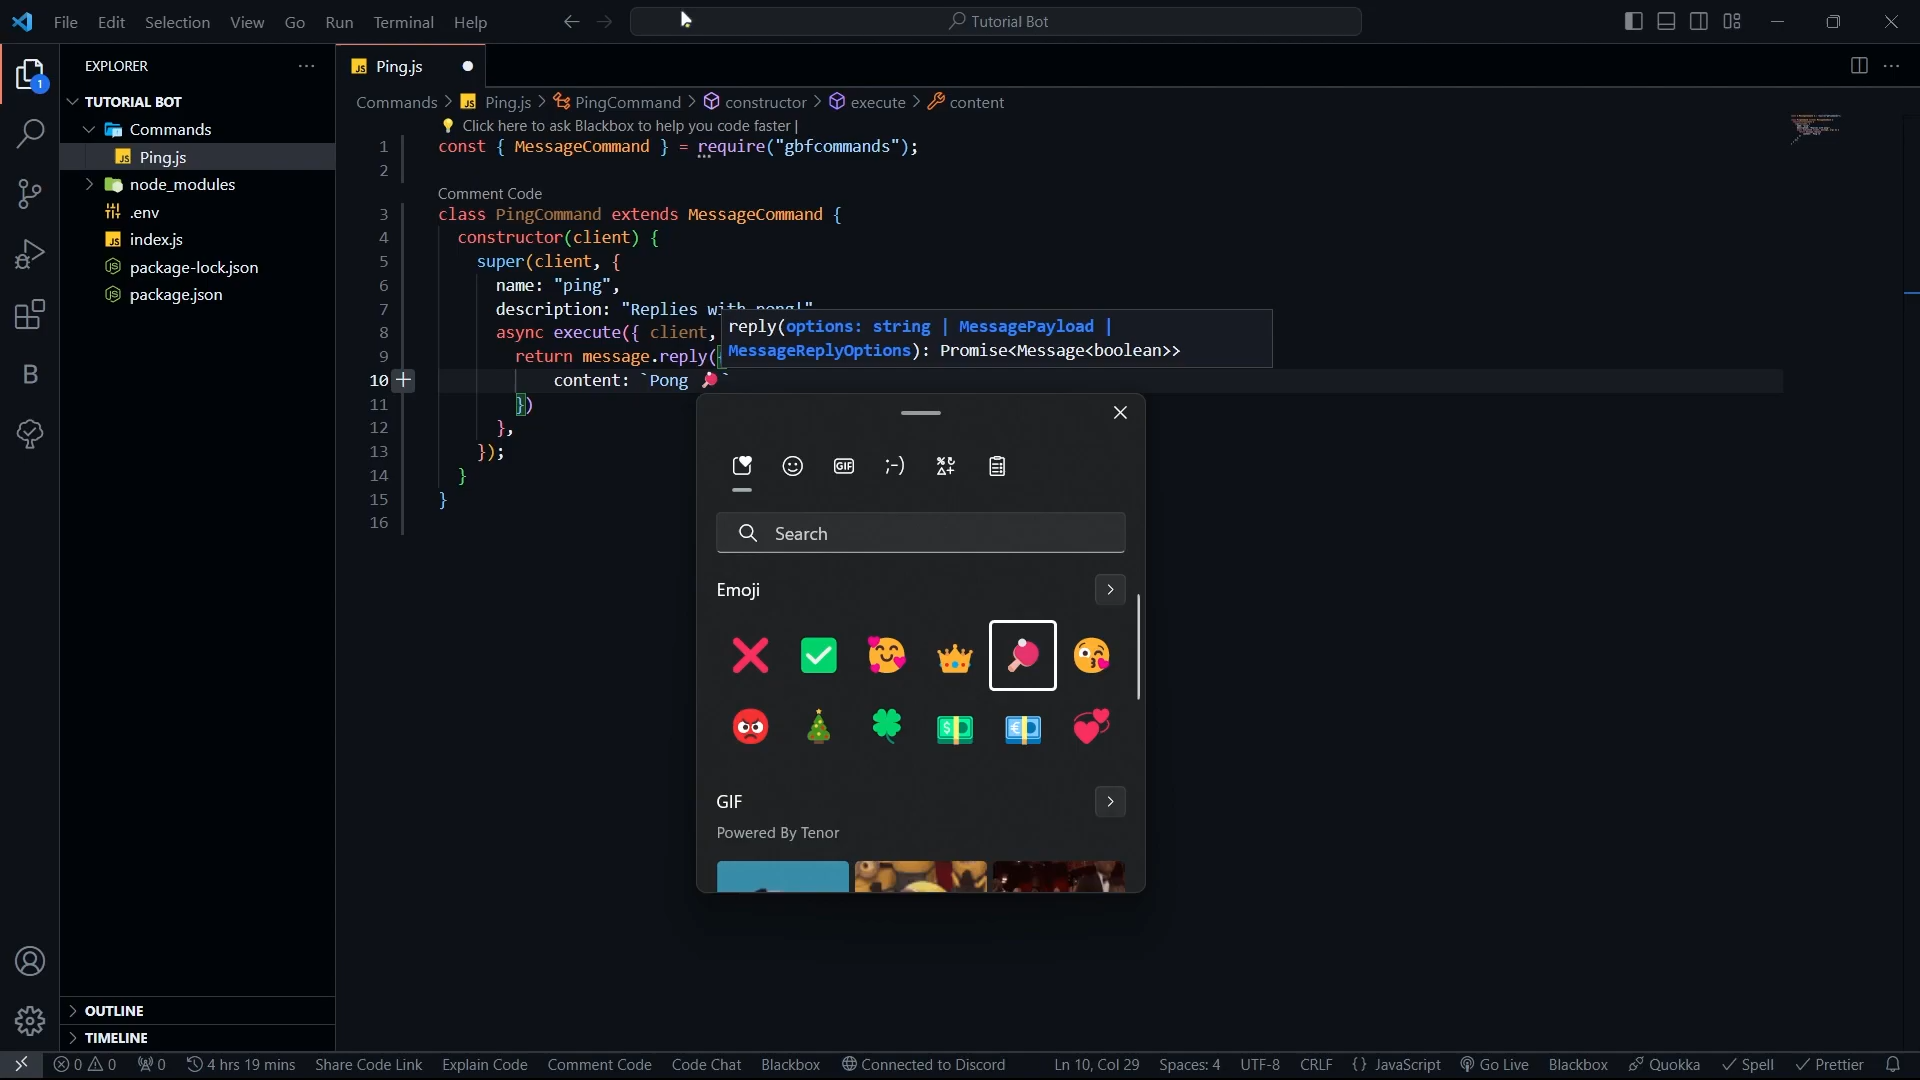 File Edit Selection View Go Run Terminal Help
Tutorial Bot
EXPLORER
1
TUTORIAL BOT
Commands
Ping.js
node_modules
.env
index.js
package-lock.json
package.json
OUTLINE
TIMELINE
Ping.js
Commands > Ping.js > PingCommand > constructor > execute > content
Click here to ask Blackbox to help you code faster |
1 const { MessageCommand } = require("gbfcommands");
2
Comment Code
3 class PingCommand extends MessageCommand {
4 constructor(client) {
5 super(client, {
6 name: "ping",
7 description: "Replies with pong!"
8 async execute({ client,
9 return message.reply({
reply(options: string | MessagePayload |
MessageReplyOptions): Promise<Message<boolean>>
10 content: `Pong 🏓`
11 })
12 },
13 });
14 }
15 }
16
GIF
;-)
Search
Emoji
GIF
Powered By Tenor
0 0 0 4 hrs 19 mins Share Code Link Explain Code Comment Code Code Chat Blackbox Connected to Discord Ln 10, Col 29 Spaces: 4 UTF-8 CRLF {} JavaScript Go Live Blackbox Quokka Spell Prettier